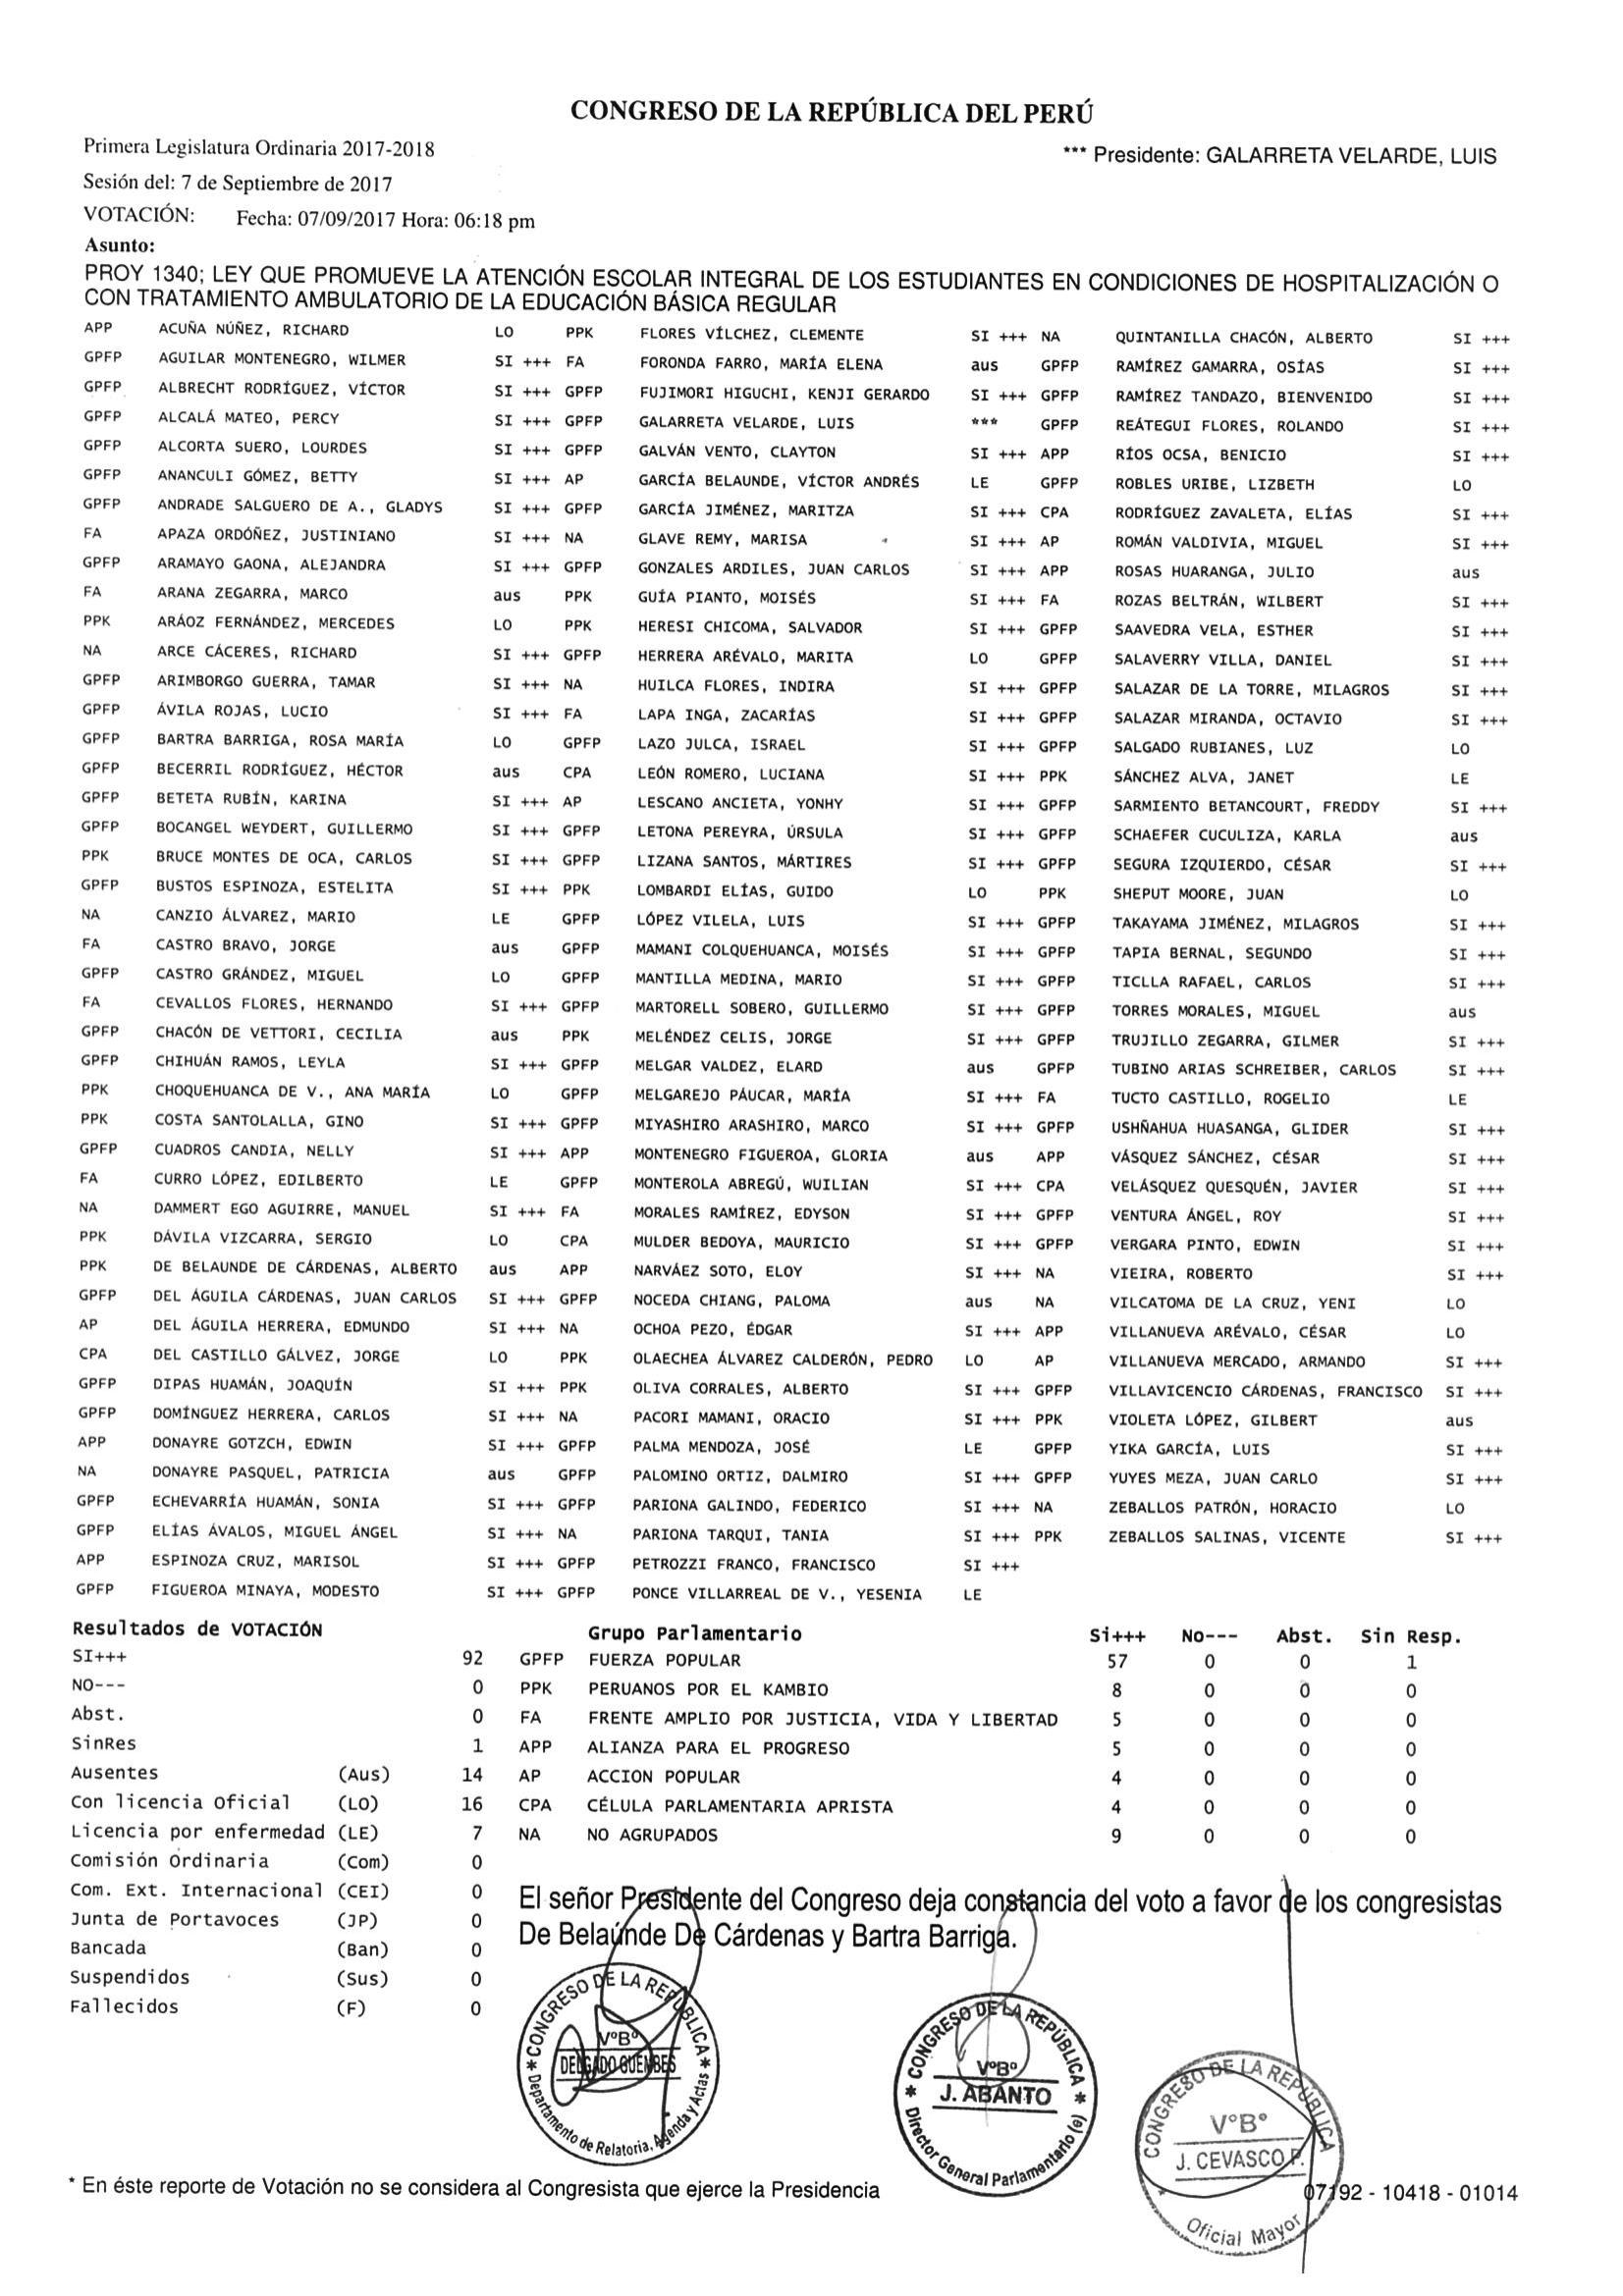 CONGRESO DE LA REPÚBLICA DEL PERÚ
Primera Legislatura Ordinaria 2017-2018
*** Presidente: GALARRETA VELARDE, LUIS
Sesión del: 7 de Septiembre de 2017
VOTACIÓN: Fecha: 07/09/2017 Hora: 06:18 pm
Asunto:
PROY 1340; LEY QUE PROMUEVE LA ATENCIÓN ESCOLAR INTEGRAL DE LOS ESTUDIANTES EN CONDICIONES DE HOSPITALIZACIÓN O
CON TRATAMIENTO AMBULATORIO DE LA EDUCACIÓN BÁSICA REGULAR
APP ACUÑA NÚÑEZ, RICHARD LO PPK FLORES VÍLCHEZ, CLEMENTE SI +++ NA QUINTANILLA CHACÓN, ALBERTO SI +++
GPFP AGUILAR MONTENEGRO, WILMER SI +++ FA FORONDA FARRO, MARÍA ELENA aus GPFP RAMÍREZ GAMARRA, OSÍAS SI +++
GPFP ALBRECHT RODRÍGUEZ, VÍCTOR SI +++ GPFP FUJIMORI HIGUCHI, KENJI GERARDO SI +++ GPFP RAMÍREZ TANDAZO, BIENVENIDO SI +++
GPFP ALCALÁ MATEO, PERCY SI +++ GPFP GALARRETA VELARDE, LUIS *** GPFP REÁTEGUI FLORES, ROLANDO SI +++
GPFP ALCORTA SUERO, LOURDES SI +++ GPFP GALVÁN VENTO, CLAYTON SI +++ APP RÍOS OCSA, BENICIO SI +++
GPFP ANANCULI GÓMEZ, BETTY SI +++ AP GARCÍA BELAUNDE, VÍCTOR ANDRÉS LE GPFP ROBLES URIBE, LIZBETH LO
GPFP ANDRADE SALGUERO DE A., GLADYS SI +++ GPFP GARCÍA JIMÉNEZ, MARITZA SI +++ CPA RODRÍGUEZ ZAVALETA, ELÍAS SI +++
FA APAZA ORDÓÑEZ, JUSTINIANO SI +++ NA GLAVE REMY, MARISA SI +++ AP ROMÁN VALDIVIA, MIGUEL SI +++
GPFP ARAMAYO GAONA, ALEJANDRA SI +++ GPFP GONZALES ARDILES, JUAN CARLOS SI +++ APP ROSAS HUARANGA, JULIO aus
FA ARANA ZEGARRA, MARCO aus PPK GUÍA PIANTO, MOISÉS SI +++ FA ROZAS BELTRÁN, WILBERT SI +++
PPK ARÁOZ FERNÁNDEZ, MERCEDES LO PPK HERESI CHICOMA, SALVADOR SI +++ GPFP SAAVEDRA VELA, ESTHER SI +++
NA ARCE CÁCERES, RICHARD SI +++ GPFP HERRERA ARÉVALO, MARITA LO GPFP SALAVERRY VILLA, DANIEL SI +++
GPFP ARIMBORGO GUERRA, TAMAR SI +++ NA HUILCA FLORES, INDIRA SI +++ GPFP SALAZAR DE LA TORRE, MILAGROS SI +++
GPFP ÁVILA ROJAS, LUCIO SI +++ FA LAPA INGA, ZACARÍAS SI +++ GPFP SALAZAR MIRANDA, OCTAVIO SI +++
GPFP BARTRA BARRIGA, ROSA MARÍA LO GPFP LAZO JULCA, ISRAEL SI +++ GPFP SALGADO RUBIANES, LUZ LO
GPFP BECERRIL RODRÍGUEZ, HÉCTOR aus CPA LEÓN ROMERO, LUCIANA SI +++ PPK SÁNCHEZ ALVA, JANET LE
GPFP BETETA RUBÍN, KARINA SI +++ AP LESCANO ANCIETA, YONHY SI +++ GPFP SARMIENTO BETANCOURT, FREDDY SI +++
GPFP BOCANGEL WEYDERT, GUILLERMO SI +++ GPFP LETONA PEREYRA, ÚRSULA SI +++ GPFP SCHAEFER CUCULIZA, KARLA aus
PPK BRUCE MONTES DE OCA, CARLOS SI +++ GPFP LIZANA SANTOS, MÁRTIRES SI +++ GPFP SEGURA IZQUIERDO, CÉSAR SI +++
GPFP BUSTOS ESPINOZA, ESTELITA SI +++ PPK LOMBARDI ELÍAS, GUIDO LO PPK SHEPUT MOORE, JUAN LO
NA CANZIO ÁLVAREZ, MARIO LE GPFP LÓPEZ VILELA, LUIS SI +++ GPFP TAKAYAMA JIMÉNEZ, MILAGROS SI +++
FA CASTRO BRAVO, JORGE aus GPFP MAMANI COLQUEHUANCA, MOISÉS SI +++ GPFP TAPIA BERNAL, SEGUNDO SI +++
GPFP CASTRO GRÁNDEZ, MIGUEL LO GPFP MANTILLA MEDINA, MARIO SI +++ GPFP TICLLA RAFAEL, CARLOS SI +++
FA CEVALLOS FLORES, HERNANDO SI +++ GPFP MARTORELL SOBERO, GUILLERMO SI +++ GPFP TORRES MORALES, MIGUEL aus
GPFP CHACÓN DE VETTORI, CECILIA aus PPK MELÉNDEZ CELIS, JORGE SI +++ GPFP TRUJILLO ZEGARRA, GILMER SI +++
GPFP CHIHUÁN RAMOS, LEYLA SI +++ GPFP MELGAR VALDEZ, ELARD aus GPFP TUBINO ARIAS SCHREIBER, CARLOS SI +++
PPK CHOQUEHUANCA DE V., ANA MARÍA LO GPFP MELGAREJO PÁUCAR, MARÍA SI +++ FA TUCTO CASTILLO, ROGELIO LE
PPK COSTA SANTOLALLA, GINO SI +++ GPFP MIYASHIRO ARASHIRO, MARCO SI +++ GPFP USHÑAHUA HUASANGA, GLIDER SI +++
GPFP CUADROS CANDIA, NELLY SI +++ APP MONTENEGRO FIGUEROA, GLORIA aus APP VÁSQUEZ SÁNCHEZ, CÉSAR SI +++
FA CURRO LÓPEZ, EDILBERTO LE GPFP MONTEROLA ABREGÚ, WUILIAN SI +++ CPA VELÁSQUEZ QUESQUÉN, JAVIER SI +++
NA DAMMERT EGO AGUIRRE, MANUEL SI +++ FA MORALES RAMÍREZ, EDYSON SI +++ GPFP VENTURA ÁNGEL, ROY SI +++
PPK DÁVILA VIZCARRA, SERGIO LO CPA MULDER BEDOYA, MAURICIO SI +++ GPFP VERGARA PINTO, EDWIN SI +++
PPK DE BELAUNDE DE CÁRDENAS, ALBERTO aus APP NARVÁEZ SOTO, ELOY SI +++ NA VIEIRA, ROBERTO SI +++
GPFP DEL ÁGUILA CÁRDENAS, JUAN CARLOS SI +++ GPFP NOCEDA CHIANG, PALOMA aus NA VILCATOMA DE LA CRUZ, YENI LO
AP DEL ÁGUILA HERRERA, EDMUNDO SI +++ NA OCHOA PEZO, ÉDGAR SI +++ APP VILLANUEVA ARÉVALO, CÉSAR LO
CPA DEL CASTILLO GÁLVEZ, JORGE LO PPK OLAECHEA ÁLVAREZ CALDERÓN, PEDRO LO AP VILLANUEVA MERCADO, ARMANDO SI +++
GPFP DIPAS HUAMÁN, JOAQUÍN SI +++ PPK OLIVA CORRALES, ALBERTO SI +++ GPFP VILLAVICENCIO CÁRDENAS, FRANCISCO SI +++
GPFP DOMÍNGUEZ HERRERA, CARLOS SI +++ NA PACORI MAMANI, ORACIO SI +++ PPK VIOLETA LÓPEZ, GILBERT aus
APP DONAYRE GOTZCH, EDWIN SI +++ GPFP PALMA MENDOZA, JOSÉ LE GPFP YIKA GARCÍA, LUIS SI +++
NA DONAYRE PASQUEL, PATRICIA aus GPFP PALOMINO ORTIZ, DALMIRO SI +++ GPFP YUYES MEZA, JUAN CARLO SI +++
GPFP ECHEVARRÍA HUAMÁN, SONIA SI +++ GPFP PARIONA GALINDO, FEDERICO SI +++ NA ZEBALLOS PATRÓN, HORACIO LO
GPFP ELÍAS ÁVALOS, MIGUEL ÁNGEL SI +++ NA PARIONA TARQUI, TANIA SI +++ PPK ZEBALLOS SALINAS, VICENTE SI +++
APP ESPINOZA CRUZ, MARISOL SI +++ GPFP PETROZZI FRANCO, FRANCISCO SI +++
GPFP FIGUEROA MINAYA, MODESTO SI +++ GPFP PONCE VILLARREAL DE V., YESENIA LE
Resultados de VOTACIÓN Grupo Parlamentario Si+++ No--- Abst. Sin Resp.
SI+++ 92 GPFP FUERZA POPULAR 57 0 0 1
NO--- 0 PPK PERUANOS POR EL KAMBIO 8 0 0 0
Abst. 0 FA FRENTE AMPLIO POR JUSTICIA, VIDA Y LIBERTAD 5 0 0 0
SinRes 1 APP ALIANZA PARA EL PROGRESO 5 0 0 0
Ausentes (Aus) 14 AP ACCION POPULAR 4 0 0 0
Con licencia Oficial (LO) 16 CPA CÉLULA PARLAMENTARIA APRISTA 4 0 0 0
Licencia por enfermedad (LE) 7 NA NO AGRUPADOS 9 0 0 0
Comisión Ordinaria (Com) 0
Com. Ext. Internacional (CEI) 0
Junta de Portavoces (JP) 0
Bancada (Ban) 0
Suspendidos (Sus) 0
Fallecidos (F) 0
El señor Presidente del Congreso deja constancia del voto a favor de los congresistas
De Belaúnde De Cárdenas y Bartra Barriga.
CONGRESO DE LA REPÚBLICA
V°B°
DELGADO GUEMBES
Departamento de Relatoria, Agenda y Actas
CONGRESO DE LA REPÚBLICA
V°B°
J. ABANTO
Director General Parlamentario (e)
CONGRESO DE LA REPÚBLICA
V°B°
J. CEVASCO P.
Oficial Mayor
* En éste reporte de Votación no se considera al Congresista que ejerce la Presidencia
07192 - 10418 - 01014